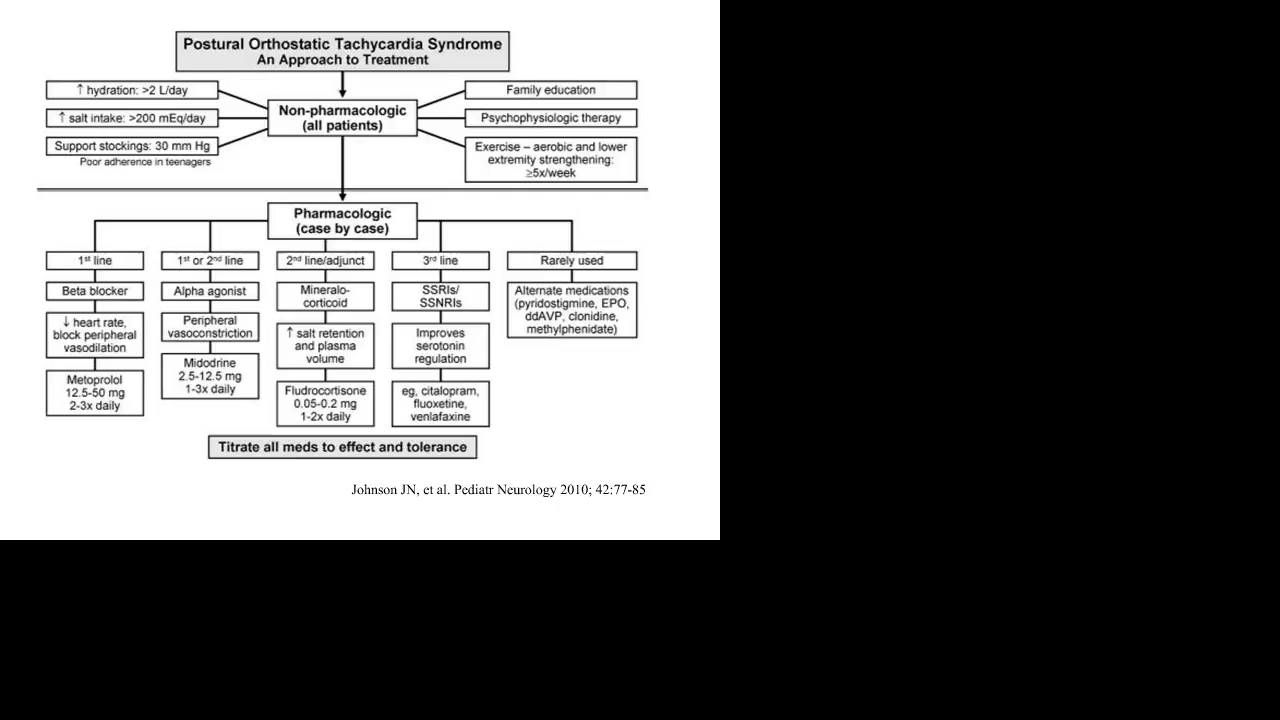 Postural Orthostatic Tachycardia Syndrome
An Approach to Treatment
↑ hydration: >2 L/day
↑ salt intake: >200 mEq/day
Support stockings: 30 mm Hg
Poor adherence in teenagers
Non-pharmacologic
(all patients)
Family education
Psychophysiologic therapy
Exercise – aerobic and lower
extremity strengthening:
≥5x/week
Pharmacologic
(case by case)
1st line
Beta blocker
↓ heart rate,
block peripheral
vasodilation
Metoprolol
12.5-50 mg
2-3x daily
1st or 2nd line
Alpha agonist
Peripheral
vasoconstriction
Midodrine
2.5-12.5 mg
1-3x daily
2nd line/adjunct
Mineralo-
corticoid
↑ salt retention
and plasma
volume
Fludrocortisone
0.05-0.2 mg
1-2x daily
3rd line
SSRIs/
SSNRIs
Improves
serotonin
regulation
eg, citalopram,
fluoxetine,
venlafaxine
Rarely used
Alternate medications
(pyridostigmine, EPO,
ddAVP, clonidine,
methylphenidate)
Titrate all meds to effect and tolerance
Johnson JN, et al. Pediatr Neurology 2010; 42:77-85